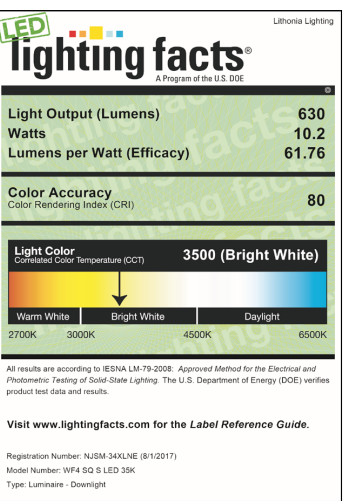 Lithonia Lighting
LED
lighting facts®
A Program of the U.S. DOE
Light Output (Lumens) 630
Watts 10.2
Lumens per Watt (Efficacy) 61.76
Color Accuracy
Color Rendering Index (CRI) 80
Light Color
Correlated Color Temperature (CCT) 3500 (Bright White)
Warm White Bright White Daylight
2700K 3000K 4500K 6500K
All results are according to IESNA LM-79-2008: Approved Method for the Electrical and
Photometric Testing of Solid-State Lighting. The U.S. Department of Energy (DOE) verifies
product test data and results.
Visit www.lightingfacts.com for the Label Reference Guide.
Registration Number: NJSM-34XLNE (8/1/2017)
Model Number: WF4 SQ S LED 35K
Type: Luminaire - Downlight